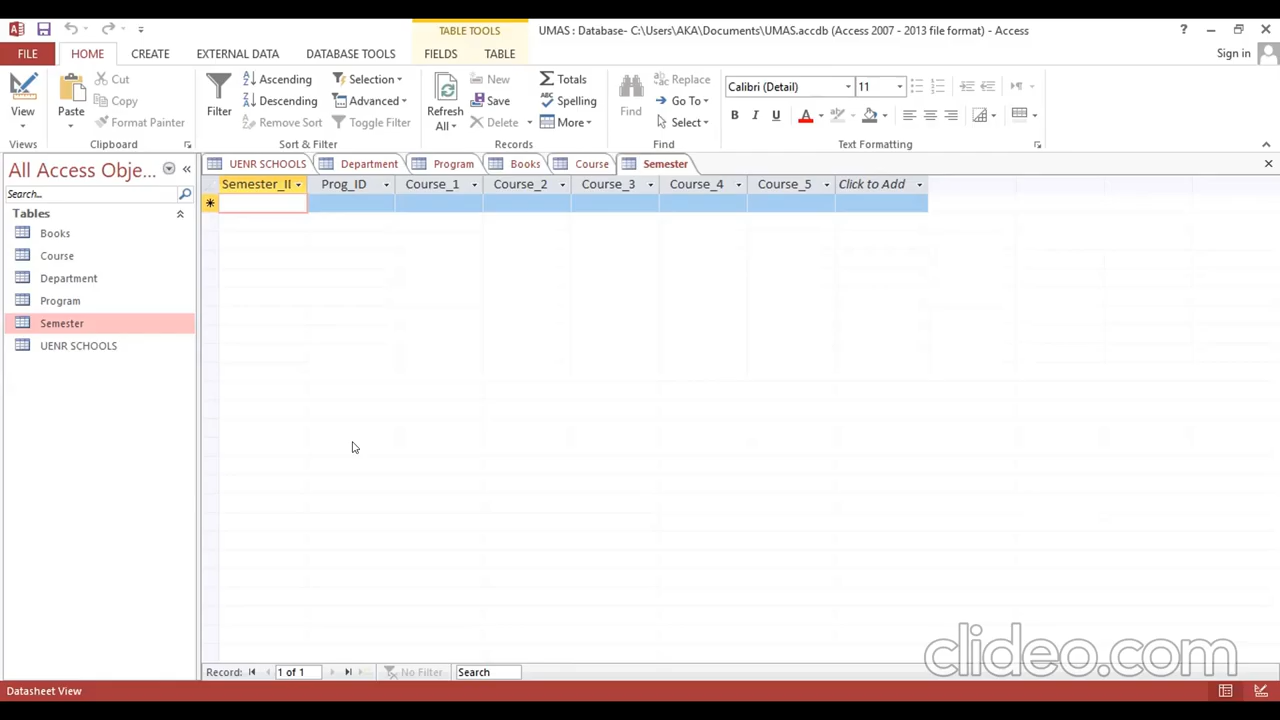 TABLE TOOLS
UMAS : Database- C:\Users\AKA\Documents\UMAS.accdb (Access 2007 - 2013 file format) - Access
?
FILE HOME CREATE EXTERNAL DATA DATABASE TOOLS FIELDS TABLE Sign in
View
Views
Paste
Cut
Copy
Format Painter
Clipboard
Filter
Ascending
Descending
Remove Sort
Selection
Advanced
Toggle Filter
Sort & Filter
Refresh
All
New
Save
Delete
Totals
Spelling
More
Records
Find
Replace
Go To
Select
Find
Calibri (Detail) 11
B I U A
Text Formatting
All Access Obje...
Search...
Tables
Books
Course
Department
Program
Semester
UENR SCHOOLS
UENR SCHOOLS Department Program Books Course Semester
Semester_II Prog_ID Course_1 Course_2 Course_3 Course_4 Course_5 Click to Add
Record: 1 of 1 No Filter Search
Datasheet View
clideo.com